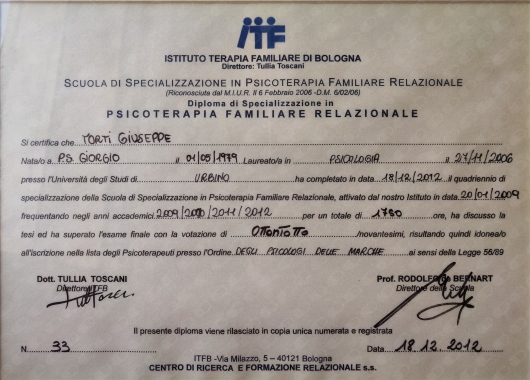 ITF
ISTITUTO TERAPIA FAMILIARE DI BOLOGNA
Direttore: Tullia Toscani
SCUOLA DI SPECIALIZZAZIONE IN PSICOTERAPIA FAMILIARE RELAZIONALE
(Riconosciuta dal M.I.U.R. Il 6 Febbraio 2006 -D.M. 6/02/06)
Diploma di Specializzazione in
PSICOTERAPIA FAMILIARE RELAZIONALE
Si certifica che TORTI GIUSEPPE
Nata/o a P.S. GIORGIO il 01/05/1979 Laureato/a in PSICOLOGIA il 27/11/2006
presso l'Università degli Studi di URBINO ha completato in data 18/12/2012. il quadriennio di
specializzazione della Scuola di Specializzazione in Psicoterapia Familiare Relazionale, attivato dal nostro Istituto in data 20/01/2009
frequentando negli anni accademici 2009/2010/2011/2012 per un totale di 1760 ore, ha discusso la
tesi ed ha superato l'esame finale con la votazione di OTTANTOTTO /novantesimi, risultando quindi idonea/o
all'iscrizione nella lista degli Psicoterapeuti presso l'Ordine DEGLI PSICOLOGI DELLE MARCHE ai sensi della Legge 56/89
Dott. TULLIA TOSCANI Prof. RODOLFO de BERNART
Direttore ITFB Direttore della Scuola
Il presente diploma viene rilasciato in copia unica numerata e registrata
N. 33 Data 18.12.2012
ITFB -Via Milazzo, 5 – 40121 Bologna
CENTRO DI RICERCA E FORMAZIONE RELAZIONALE s.s.